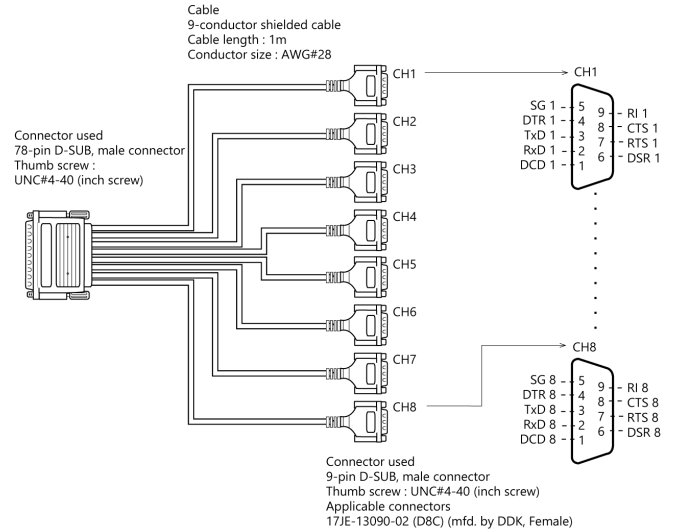 Cable
9-conductor shielded cable
Cable length : 1m
Conductor size : AWG#28
Connector used
78-pin D-SUB, male connector
Thumb screw :
UNC#4-40 (inch screw)
CH1
CH2
CH3
CH4
CH5
CH6
CH7
CH8
CH1
SG 1 - 5
DTR 1 - 4
TxD 1 - 3
RxD 1 - 2
DCD 1 - 1
9 - RI 1
8 - CTS 1
7 - RTS 1
6 - DSR 1
CH8
SG 8 - 5
DTR 8 - 4
TxD 8 - 3
RxD 8 - 2
DCD 8 - 1
9 - RI 8
8 - CTS 8
7 - RTS 8
6 - DSR 8
Connector used
9-pin D-SUB, male connector
Thumb screw : UNC#4-40 (inch screw)
Applicable connectors
17JE-13090-02 (D8C) (mfd. by DDK, Female)